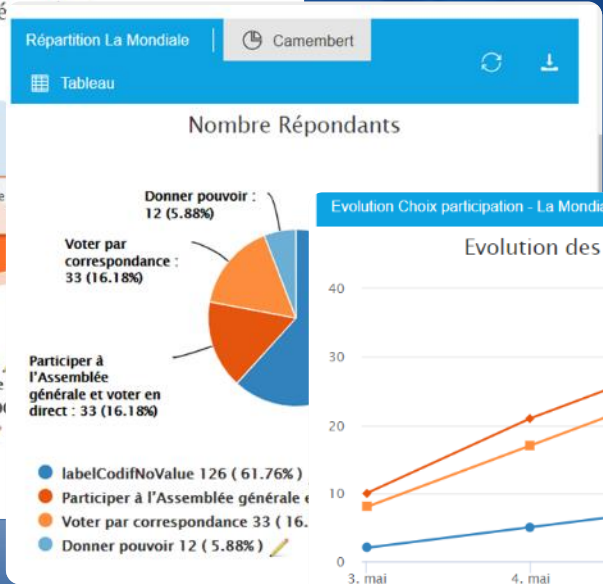 Répartition La Mondiale
Camembert
Tableau
Nombre Répondants
Donner pouvoir :
12 (5.88%)
Voter par
correspondance :
33 (16.18%)
Participer à
l'Assemblée
générale et voter en
direct : 33 (16.18%)
labelCodifNoValue 126 ( 61.76% )
Participer à l'Assemblée générale e
Voter par correspondance 33 ( 16.
Donner pouvoir 12 ( 5.88% )
Evolution Choix participation - La Mondia
Evolution des
40
30
20
10
0
3. mai
4. mai